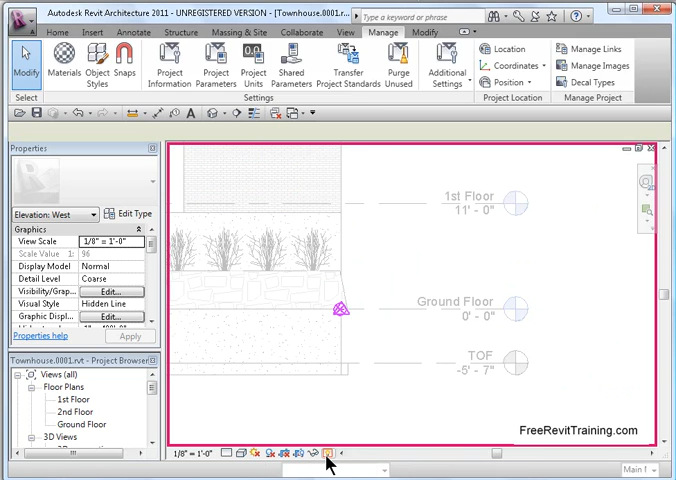 Autodesk Revit Architecture 2011 - UNREGISTERED VERSION - [Townhouse.0001.rvt...
Type a keyword or phrase
Home Insert Annotate Structure Massing & Site Collaborate View Manage Modify
Modify Materials Object Styles Snaps Project Information Project Parameters Project Units Shared Parameters Transfer Project Standards Purge Unused Additional Settings
Location
Coordinates
Position
Manage Links
Manage Images
Decal Types
Select Settings Project Location Manage Project
Properties
Elevation: West Edit Type
Graphics
View Scale 1/8" = 1'-0"
Scale Value 1: 96
Display Model Normal
Detail Level Coarse
Visibility/Grap... Edit...
Visual Style Hidden Line
Graphic Displ... Edit...
Properties help Apply
Townhouse.0001.rvt - Project Browser
Views (all)
Floor Plans
1st Floor
2nd Floor
Ground Floor
3D Views
1st Floor
11' - 0"
Ground Floor
0' - 0"
TOF
-5' - 7"
FreeRevitTraining.com
1/8" = 1'-0"
Main M